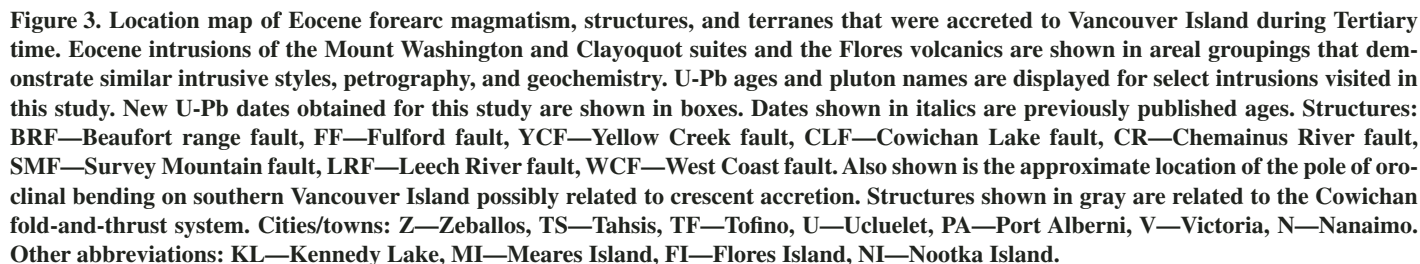 Figure 3. Location map of Eocene forearc magmatism, structures, and terranes that were accreted to Vancouver Island during Tertiary
time. Eocene intrusions of the Mount Washington and Clayoquot suites and the Flores volcanics are shown in areal groupings that dem-
onstrate similar intrusive styles, petrography, and geochemistry. U-Pb ages and pluton names are displayed for select intrusions visited in
this study. New U-Pb dates obtained for this study are shown in boxes. Dates shown in italics are previously published ages. Structures:
BRF—Beaufort range fault, FF—Fulford fault, YCF—Yellow Creek fault, CLF—Cowichan Lake fault, CR—Chemainus River fault,
SMF—Survey Mountain fault, LRF—Leech River fault, WCF—West Coast fault. Also shown is the approximate location of the pole of oro-
clinal bending on southern Vancouver Island possibly related to crescent accretion. Structures shown in gray are related to the Cowichan
fold-and-thrust system. Cities/towns: Z—Zeballos, TS—Tahsis, TF—Tofino, U—Ucluelet, PA—Port Alberni, V—Victoria, N—Nanaimo.
Other abbreviations: KL—Kennedy Lake, MI—Meares Island, FI—Flores Island, NI—Nootka Island.